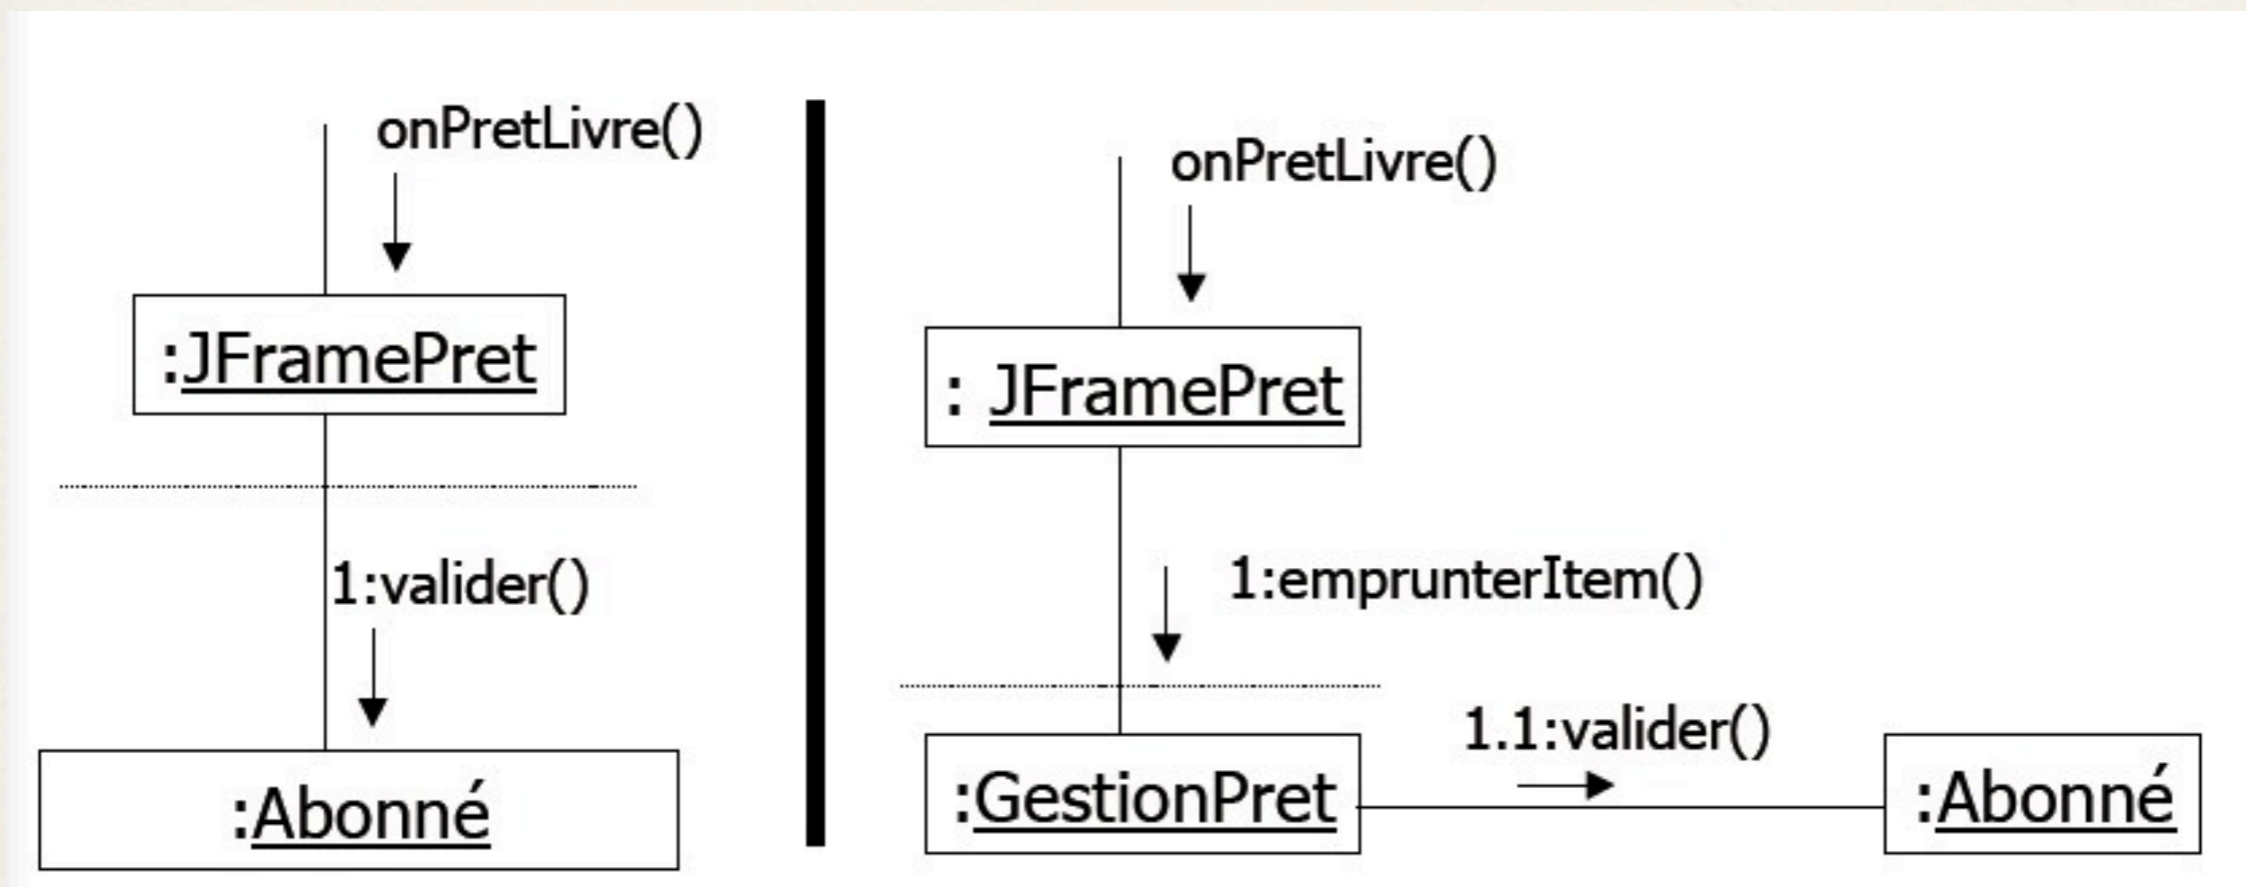 onPretLivre()
:JFramePret
1:valider()
:Abonné
onPretLivre()
: JFramePret
1:emprunterItem()
1.1:valider()
:GestionPret
:Abonné